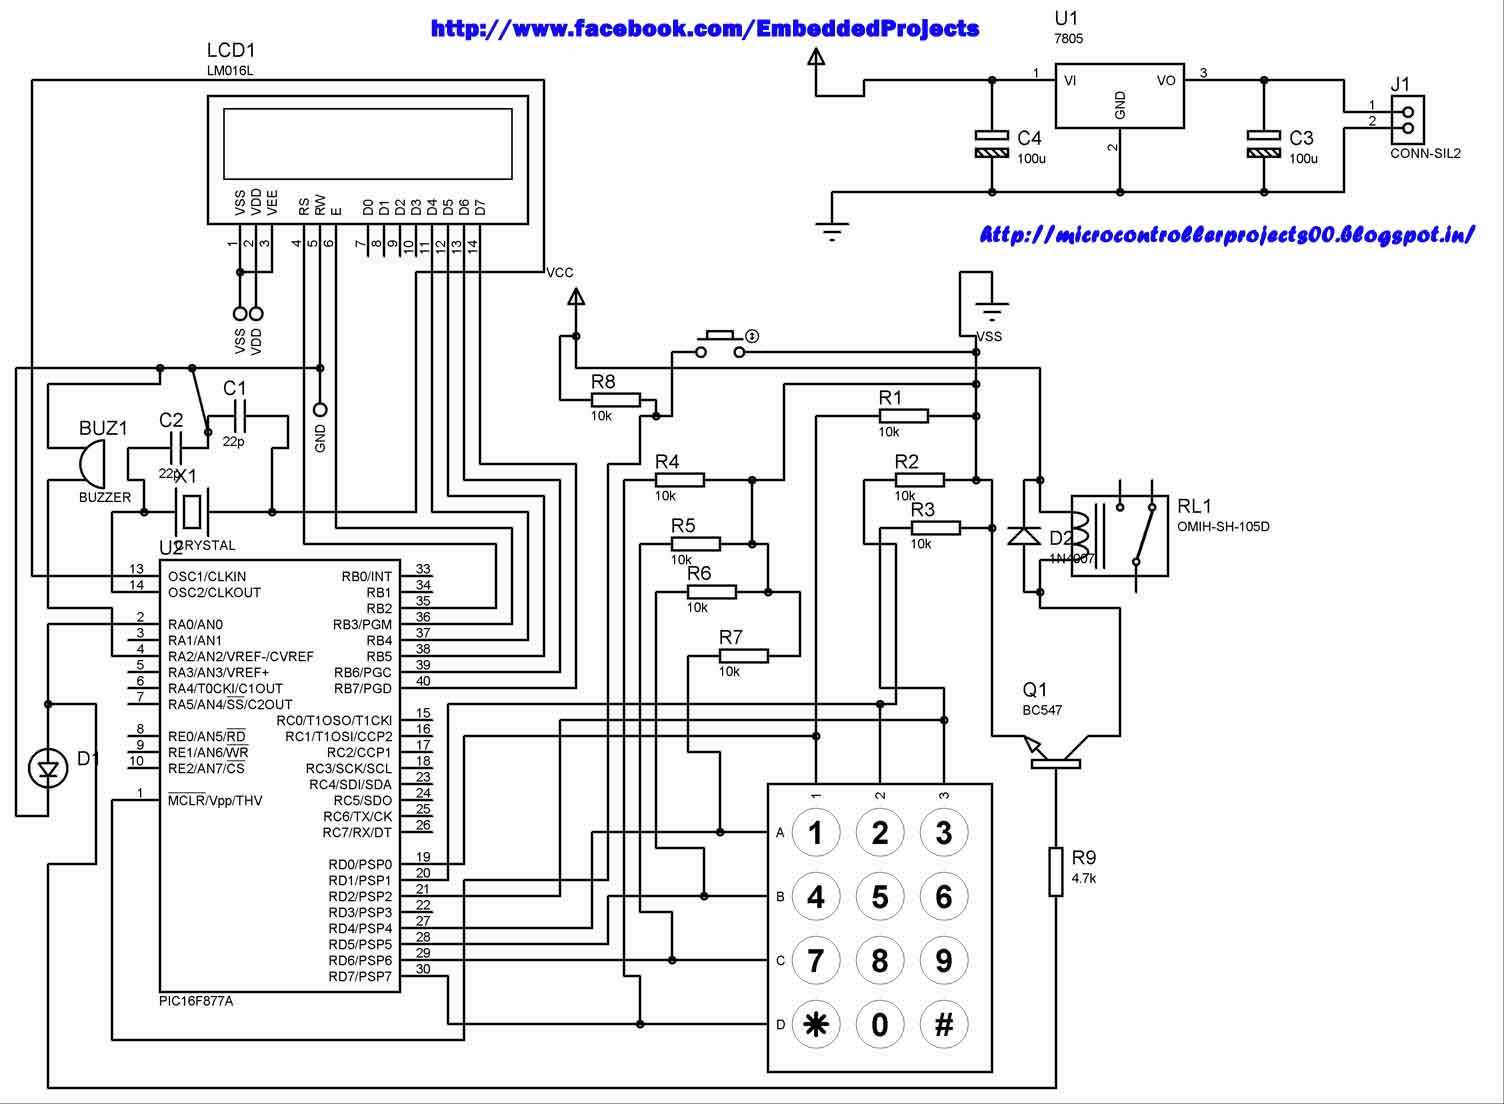 http://www.facebook.com/EmbeddedProjects
U1
7805
LCD1
LM016L
1
VI
VO
3
GND
2
C4
100u
C3
100u
J1
1
2
CONN-SIL2
http://microcontrollerprojects00.blogspot.in/
VSS
VDD
VEE
RS
RW
E
D0
D1
D2
D3
D4
D5
D6
D7
1
2
3
4
5
6
7
8
9
10
11
12
13
14
VSS
VDD
GND
VCC
VSS
R8
10k
R1
10k
R4
10k
R2
10k
R3
10k
R5
10k
R6
10k
R7
10k
C1
22p
C2
22p
BUZ1
BUZZER
X1
CRYSTAL
RL1
OMIH-SH-105D
D2
1N4007
Q1
BC547
R9
4.7k
D1
U2
13 OSC1/CLKIN
14 OSC2/CLKOUT
2 RA0/AN0
3 RA1/AN1
4 RA2/AN2/VREF-/CVREF
5 RA3/AN3/VREF+
6 RA4/T0CKI/C1OUT
7 RA5/AN4/SS/C2OUT
8 RE0/AN5/RD
9 RE1/AN6/WR
10 RE2/AN7/CS
1 MCLR/Vpp/THV
RB0/INT 33
RB1 34
RB2 35
RB3/PGM 36
RB4 37
RB5 38
RB6/PGC 39
RB7/PGD 40
RC0/T1OSO/T1CKI 15
RC1/T1OSI/CCP2 16
RC2/CCP1 17
RC3/SCK/SCL 18
RC4/SDI/SDA 23
RC5/SDO 24
RC6/TX/CK 25
RC7/RX/DT 26
RD0/PSP0 19
RD1/PSP1 20
RD2/PSP2 21
RD3/PSP3 22
RD4/PSP4 27
RD5/PSP5 28
RD6/PSP6 29
RD7/PSP7 30
PIC16F877A
1 2 3
A 1 2 3
B 4 5 6
C 7 8 9
D * 0 #